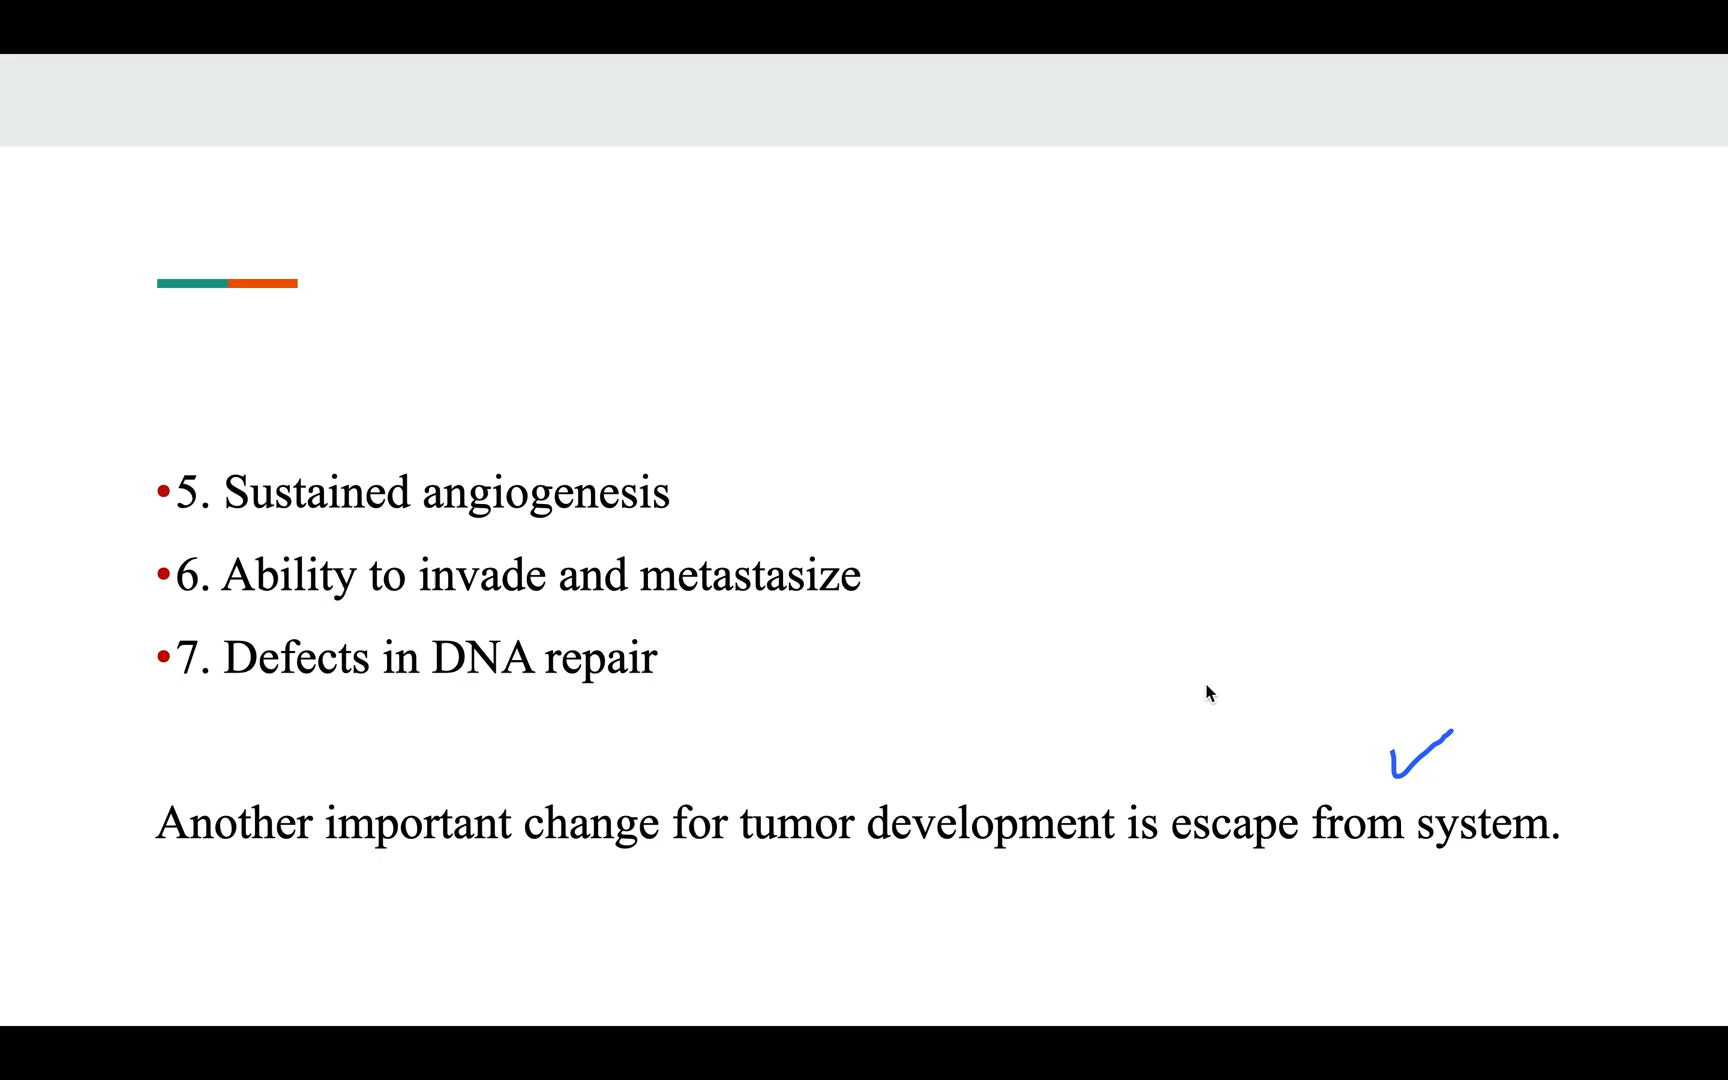 •5. Sustained angiogenesis
•6. Ability to invade and metastasize
•7. Defects in DNA repair
Another important change for tumor development is escape from system.